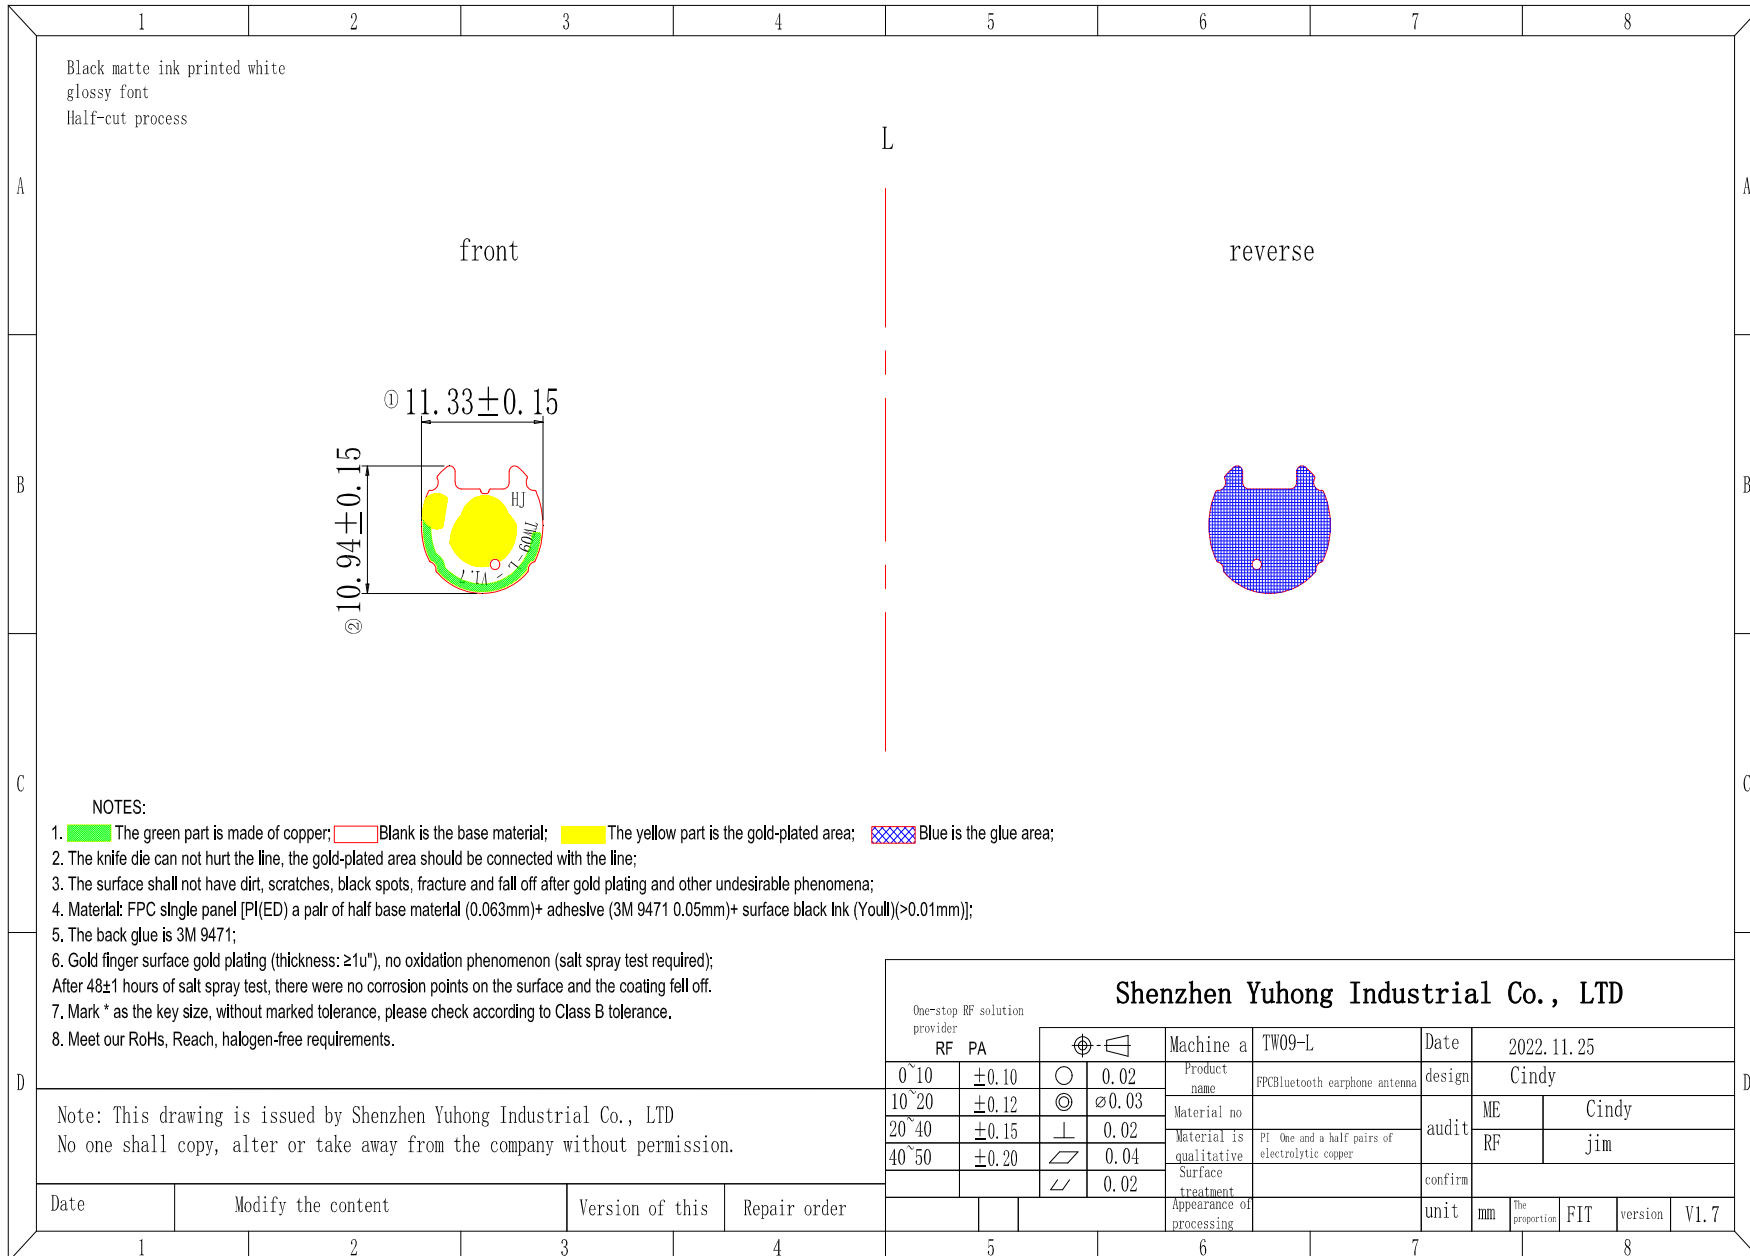 1 2 3 4 5 6 7 8
Black matte ink printed white
glossy font
Half-cut process
L
A A
front reverse
① 11.33±0.15
② 10.94±0.15
B B
HJ
TW09-L - V1.7
C C
NOTES:
1. The green part is made of copper; Blank is the base material; The yellow part is the gold-plated area; Blue is the glue area;
2. The knife die can not hurt the line, the gold-plated area should be connected with the line;
3. The surface shall not have dirt, scratches, black spots, fracture and fall off after gold plating and other undesirable phenomena;
4. Material: FPC single panel [PI(ED) a pair of half base material (0.063mm)+ adhesive (3M 9471 0.05mm)+ surface black ink (Youli)(>0.01mm)];
5. The back glue is 3M 9471;
6. Gold finger surface gold plating (thickness: ≥1u"), no oxidation phenomenon (salt spray test required);
After 48±1 hours of salt spray test, there were no corrosion points on the surface and the coating fell off.
7. Mark * as the key size, without marked tolerance, please check according to Class B tolerance.
8. Meet our RoHs, Reach, halogen-free requirements.
D D
Note: This drawing is issued by Shenzhen Yuhong Industrial Co., LTD
No one shall copy, alter or take away from the company without permission.
Date Modify the content Version of this Repair order
Shenzhen Yuhong Industrial Co., LTD
One-stop RF solution
provider
RF PA
0~10 ±0.10 0.02
10~20 ±0.12 ⌀0.03
20~40 ±0.15 ⊥ 0.02
40~50 ±0.20 0.04
0.02
Machine a TW09-L Date 2022.11.25
Product
name
FPCBluetooth earphone antenna design Cindy
Material no audit ME Cindy
Material is
qualitative
PI One and a half pairs of
electrolytic copper
RF jim
Surface
treatment
confirm
Appearance of
processing
unit mm The
proportion
FIT version V1.7
1 2 3 4 5 6 7 8